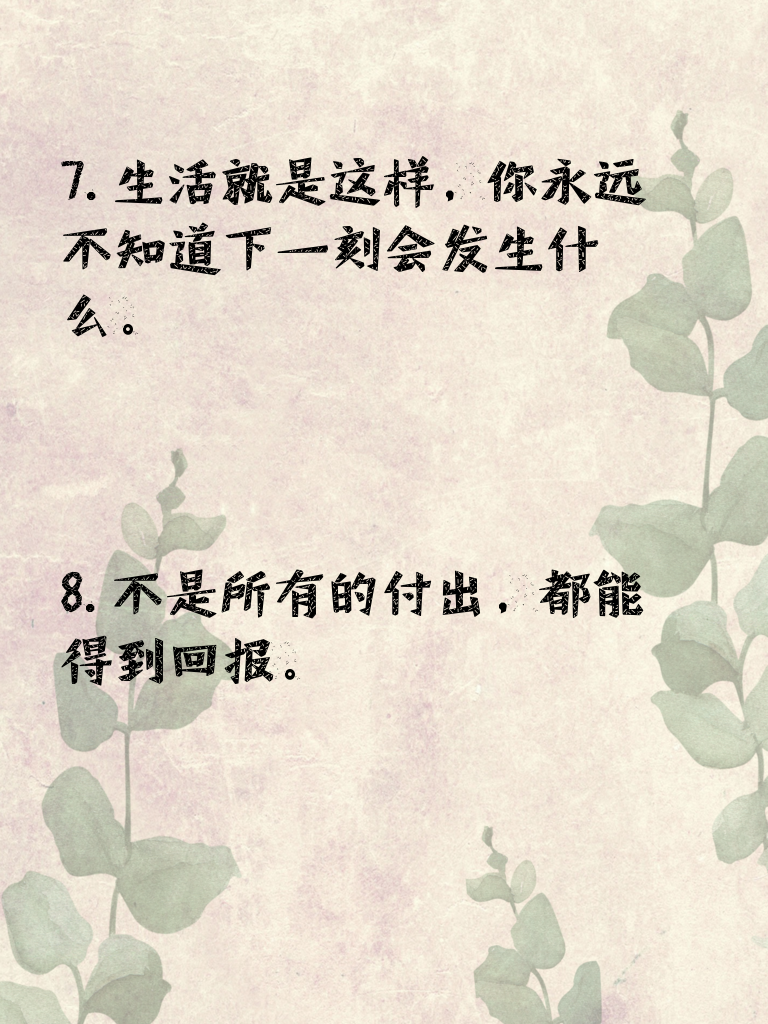 7.生活就是这样，你永远
不知道下一刻会发生什
么。
8.不是所有的付出，都能
得到回报。